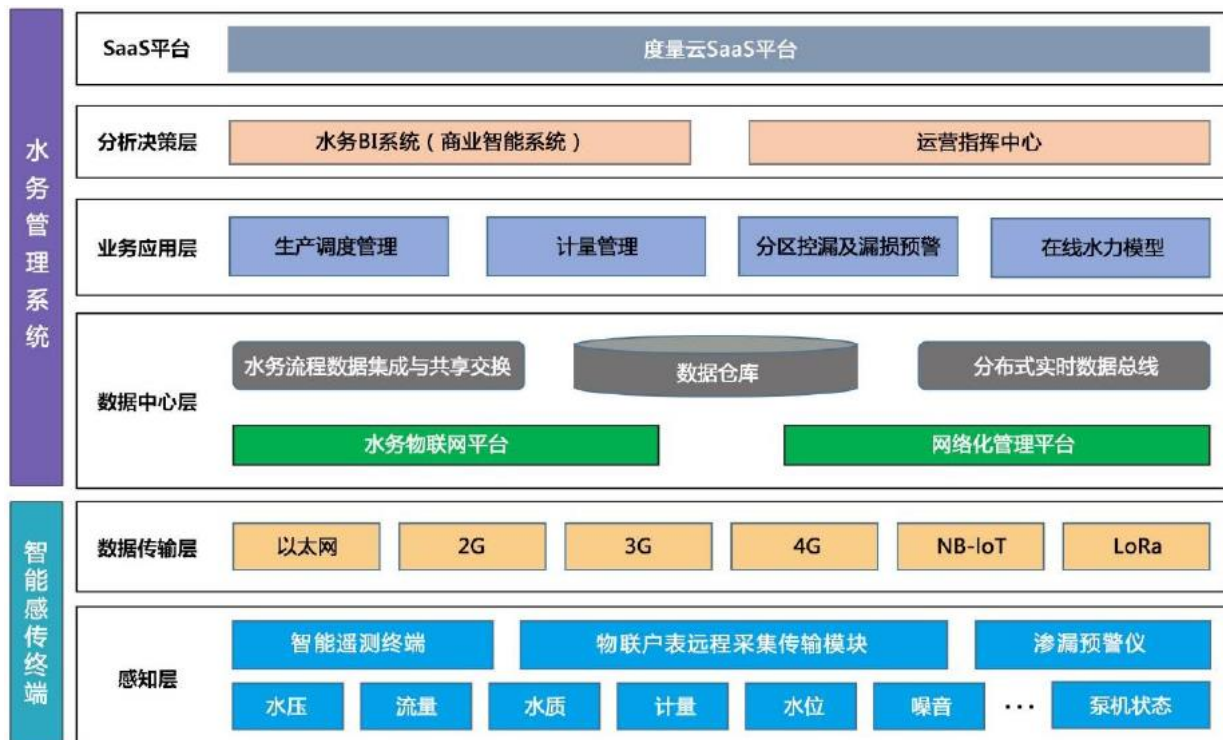 水务管理系统
SaaS平台
度量云SaaS平台
分析决策层
水务BI系统（商业智能系统）
运营指挥中心
业务应用层
生产调度管理
计量管理
分区控漏及漏损预警
在线水力模型
数据中心层
水务流程数据集成与共享交换
数据仓库
分布式实时数据总线
水务物联网平台
网络化管理平台
智能感传终端
数据传输层
以太网
2G
3G
4G
NB-IoT
LoRa
感知层
智能遥测终端
物联户表远程采集传输模块
渗漏预警仪
水压
流量
水质
计量
水位
噪音
···
泵机状态